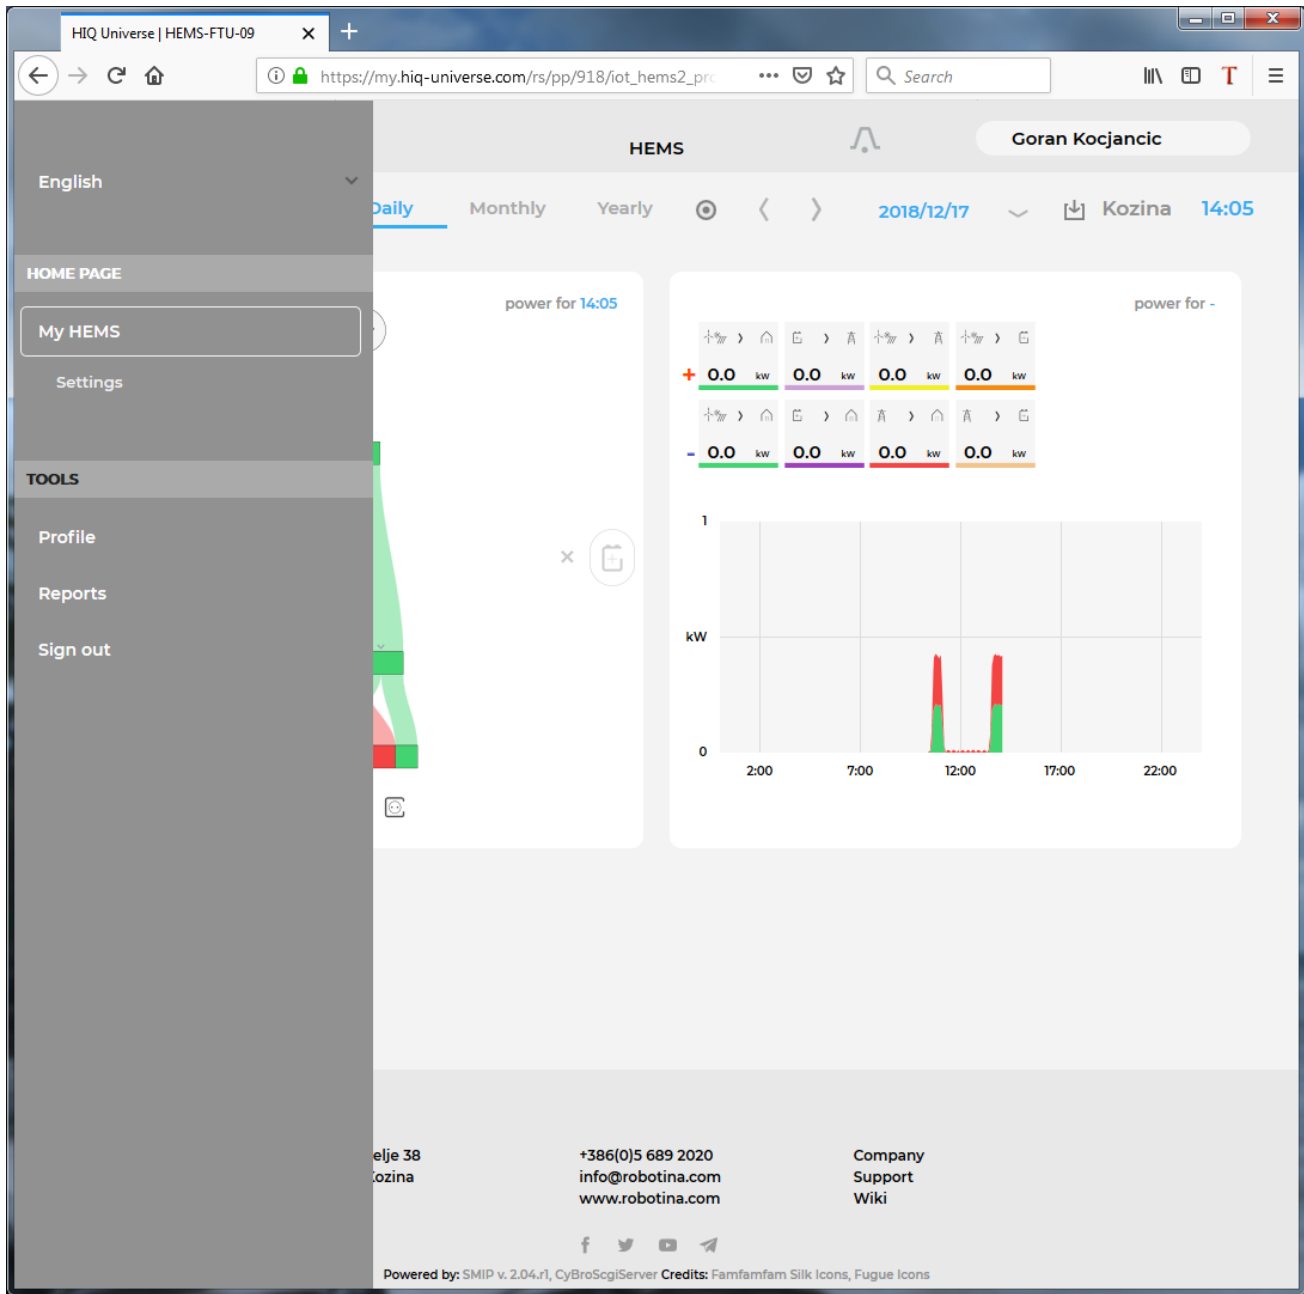 HIQ Universe | HEMS-FTU-09
https://my.hiq-universe.com/rs/pp/918/iot_hems2_prc
Search
T
HEMS
Goran Kocjancic
English
Daily Monthly Yearly 2018/12/17 Kozina 14:05
HOME PAGE
My HEMS
Settings
TOOLS
Profile
Reports
Sign out
power for 14:05
power for -
+ 0.0 kW 0.0 kW 0.0 kW 0.0 kW
- 0.0 kW 0.0 kW 0.0 kW 0.0 kW
1
kW
0
2:00 7:00 12:00 17:00 22:00
elje 38
Kozina
+386(0)5 689 2020
info@robotina.com
www.robotina.com
Company
Support
Wiki
Powered by: SMIP v. 2.04.r1, CyBroScgiServer Credits: Famfamfam Silk Icons, Fugue Icons